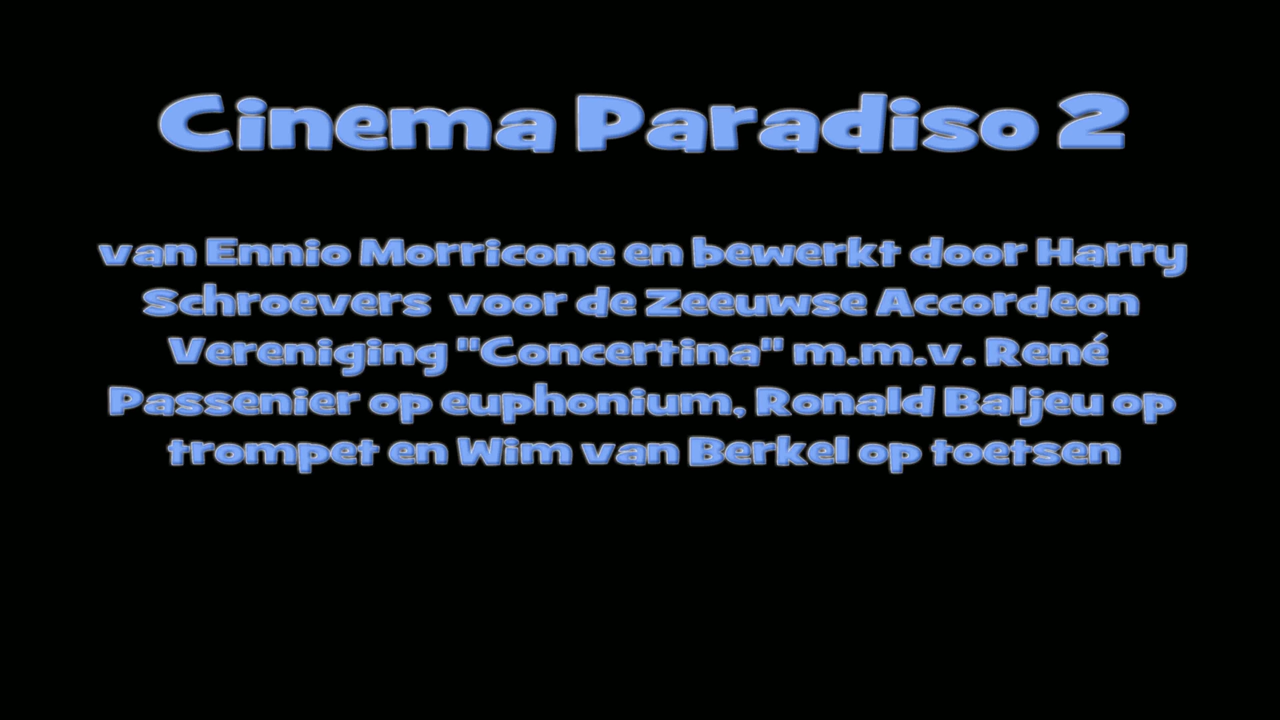 Cinema Paradiso 2
van Ennio Morricone en bewerkt door Harry
Schroevers voor de Zeeuwse Accordeon
Vereniging "Concertina" m.m.v. René
Passenier op euphonium, Ronald Baljeu op
trompet en Wim van Berkel op toetsen